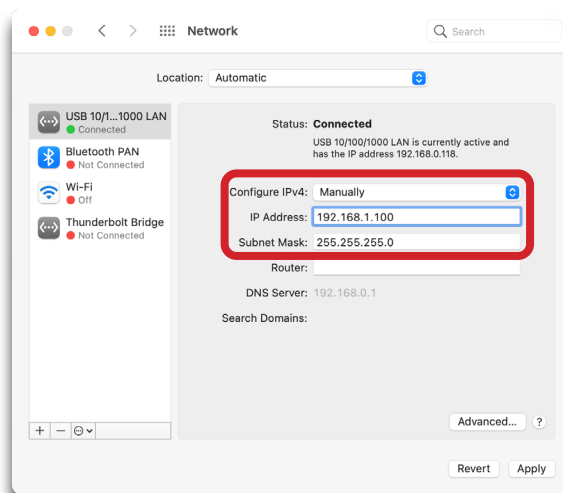 Network
Search
Location: Automatic
USB 10/1...1000 LAN
Connected
Bluetooth PAN
Not Connected
Wi-Fi
Off
Thunderbolt Bridge
Not Connected
Status: Connected
USB 10/100/1000 LAN is currently active and
has the IP address 192.168.0.118.
Configure IPv4: Manually
IP Address: 192.168.1.100
Subnet Mask: 255.255.255.0
Router:
DNS Server: 192.168.0.1
Search Domains:
Advanced... ?
Revert Apply